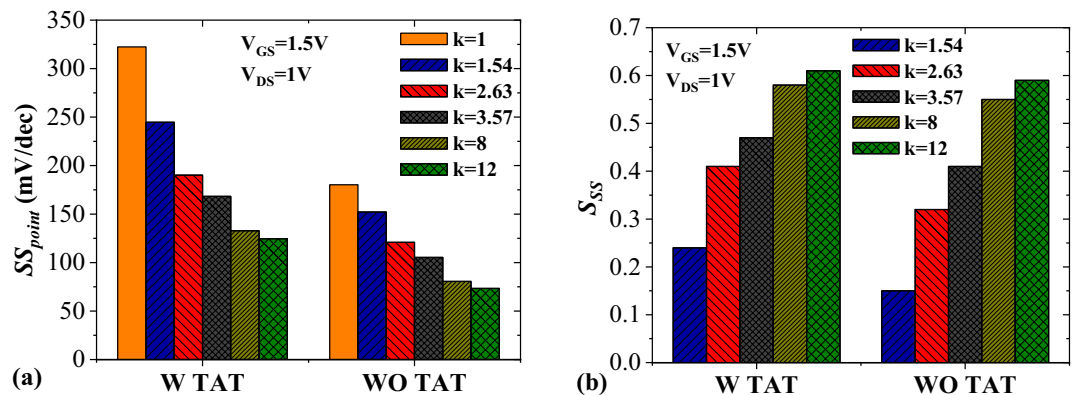 350
300
250
200
150
100
50
0
SS_point (mV/dec)
V_GS=1.5V
V_DS=1V
k=1
k=1.54
k=2.63
k=3.57
k=8
k=12
W TAT
WO TAT
(a)
0.7
0.6
0.5
0.4
0.3
0.2
0.1
0.0
S_SS
V_GS=1.5V
V_DS=1V
k=1.54
k=2.63
k=3.57
k=8
k=12
W TAT
WO TAT
(b)